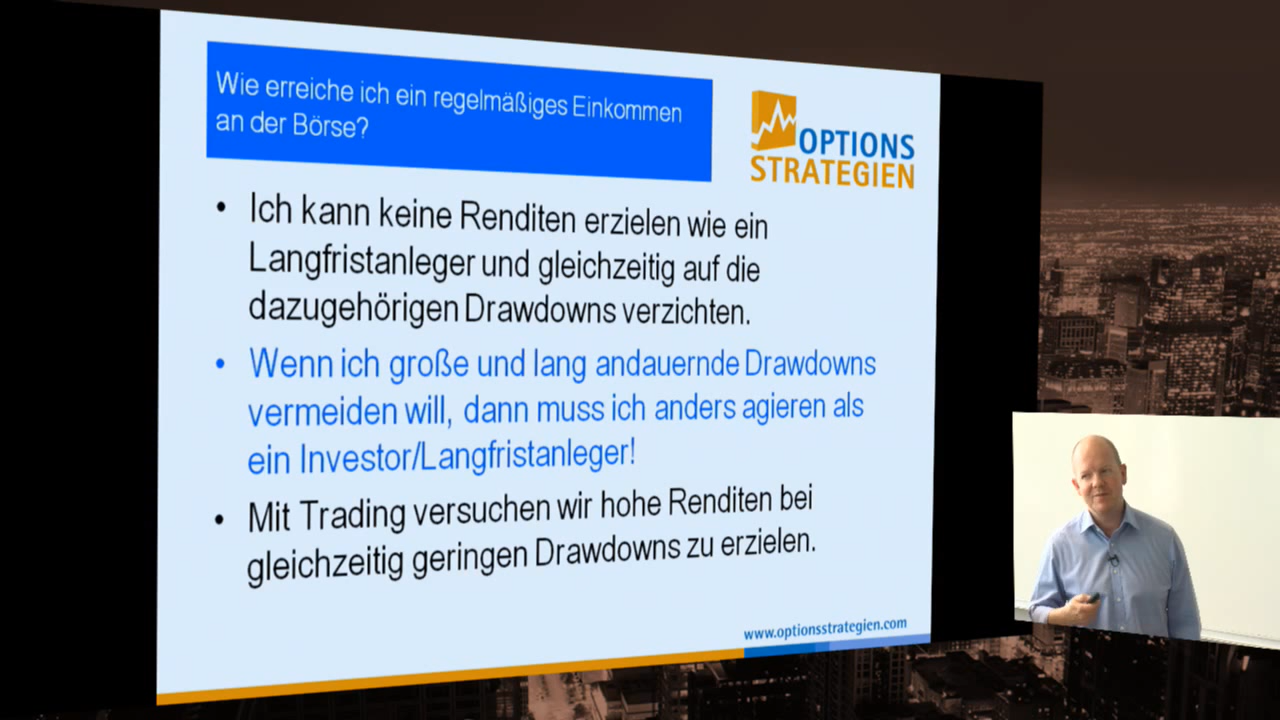 Wie erreiche ich ein regelmäßiges Einkommen
an der Börse?
OPTIONS
STRATEGIEN
• Ich kann keine Renditen erzielen wie ein
Langfristanleger und gleichzeitig auf die
dazugehörigen Drawdowns verzichten.
• Wenn ich große und lang andauernde Drawdowns
vermeiden will, dann muss ich anders agieren als
ein Investor/Langfristanleger!
• Mit Trading versuchen wir hohe Renditen bei
gleichzeitig geringen Drawdowns zu erzielen.
www.optionsstrategien.com